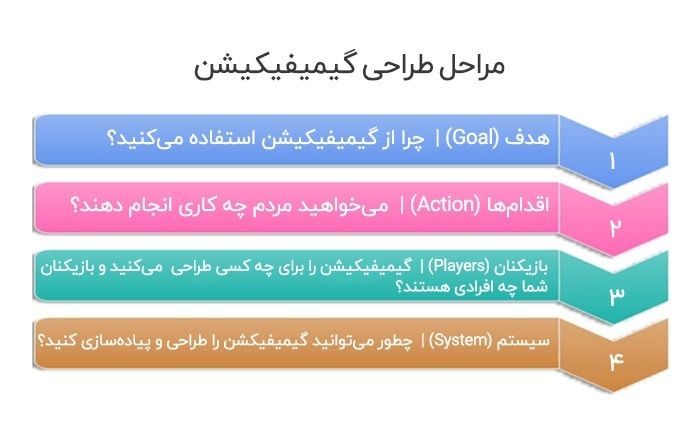 مراحل طراحی گیمیفیکیشن
هدف (Goal) | چرا از گیمیفیکیشن استفاده می‌کنید؟
۱
اقدام‌ها (Action) | می‌خواهید مردم چه کاری انجام دهند؟
۲
بازیکنان (Players) | گیمیفیکیشن را برای چه کسی طراحی می‌کنید و بازیکنان
شما چه افرادی هستند؟
۳
سیستم (System) | چطور می‌توانید گیمیفکشن را طراحی و پیاده‌سازی کنید؟
۴